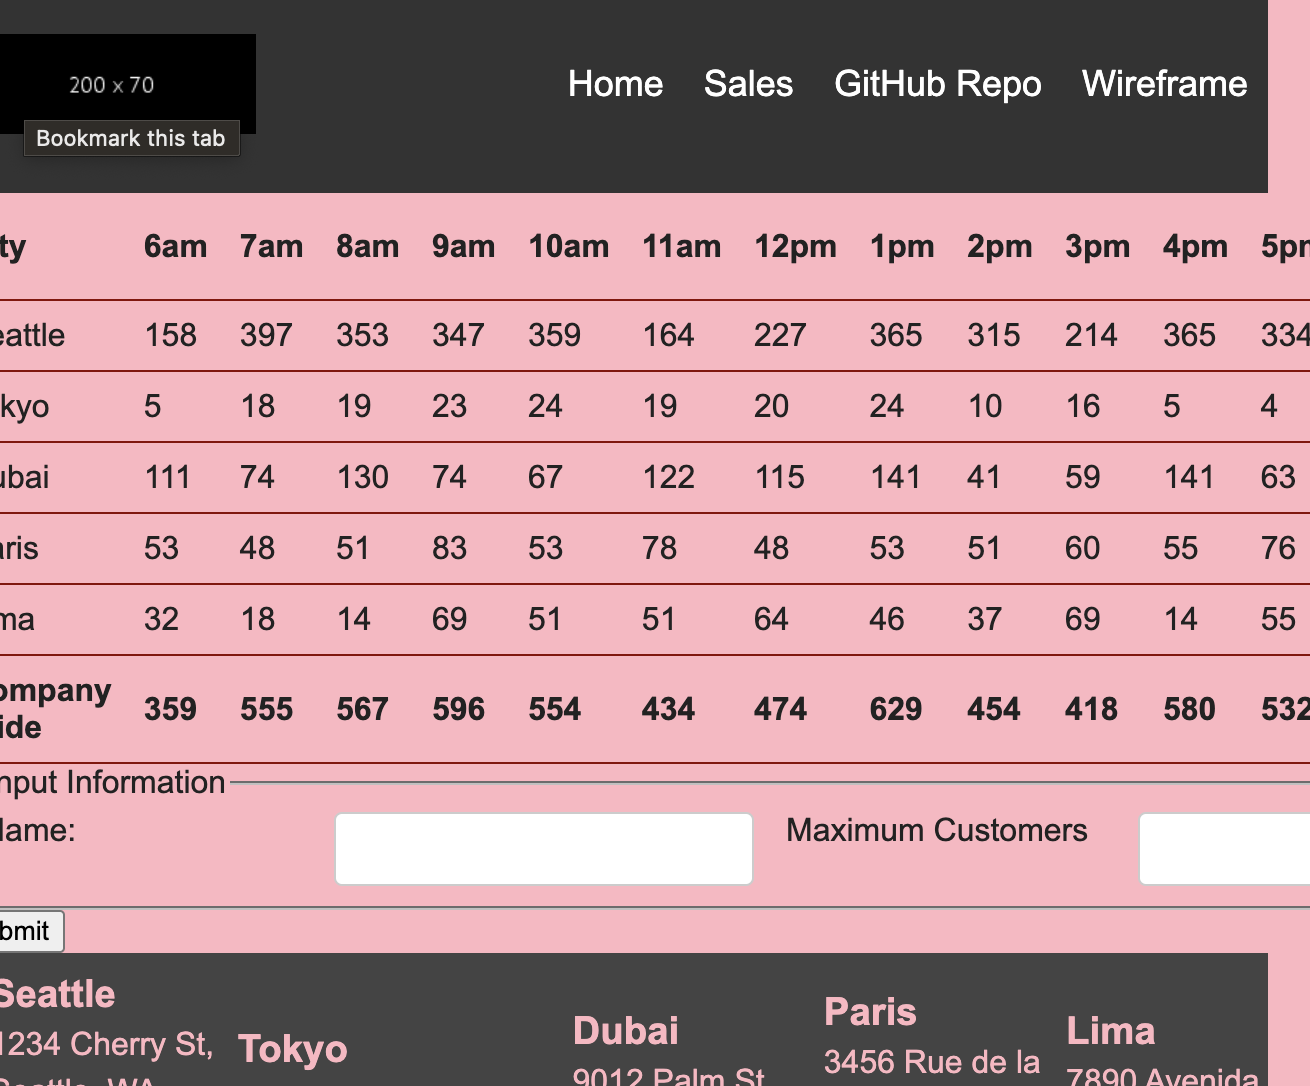 200 x 70
Home Sales GitHub Repo Wireframe
Bookmark this tab
ty 6am 7am 8am 9am 10am 11am 12pm 1pm 2pm 3pm 4pm 5pm
eattle 158 397 353 347 359 164 227 365 315 214 365 334
kyo 5 18 19 23 24 19 20 24 10 16 5 4
ubai 111 74 130 74 67 122 115 141 41 59 141 63
aris 53 48 51 83 53 78 48 53 51 60 55 76
ma 32 18 14 69 51 51 64 46 37 69 14 55
ompany
ide
359 555 567 596 554 434 474 629 454 418 580 532
nput Information
ame: Maximum Customers
bmit
Seattle
1234 Cherry St,
Seattle, WA
Tokyo
Dubai
9012 Palm St
Paris
3456 Rue de la
Lima
7890 Avenida